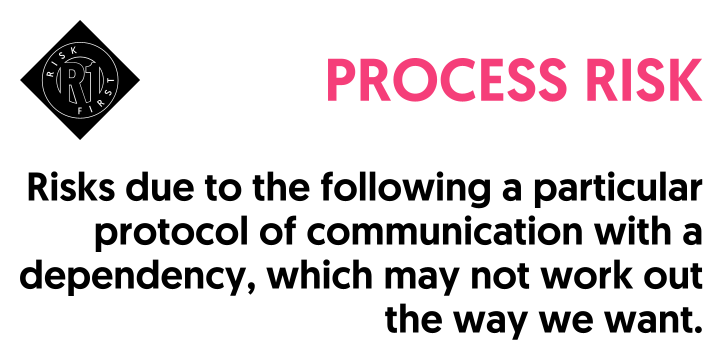 RISK
R1
FIRST
PROCESS RISK
Risks due to the following a particular
protocol of communication with a
dependency, which may not work out
the way we want.